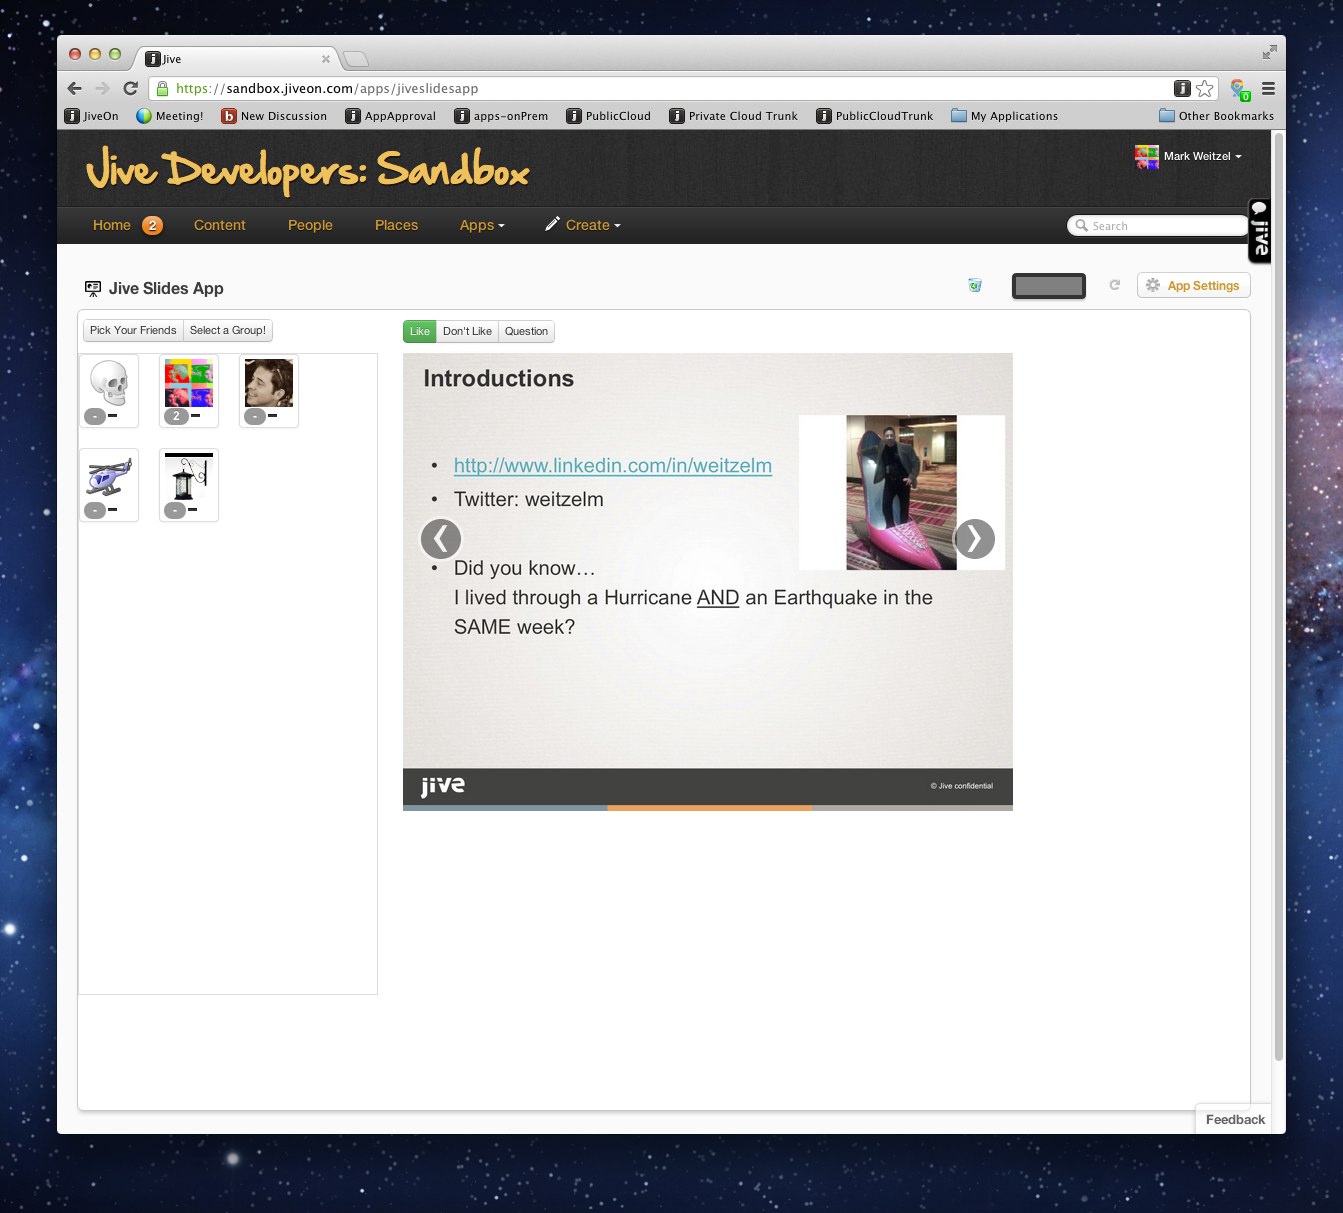 Jive
https://sandbox.jiveon.com/apps/jiveslidesapp
0
JiveOn Meeting! New Discussion AppApproval apps-onPrem PublicCloud Private Cloud Trunk PublicCloudTrunk My Applications Other Bookmarks
Jive Developers: Sandbox
Mark Weitzel
Home 2 Content People Places Apps Create Search
jive
Jive Slides App
App Settings
Pick Your Friends Select a Group!
Like Don't Like Question
- 2 -
- -
Introductions
• http://www.linkedin.com/in/weitzelm
• Twitter: weitzelm
• Did you know…
I lived through a Hurricane AND an Earthquake in the
SAME week?
jive
© Jive confidential
Feedback